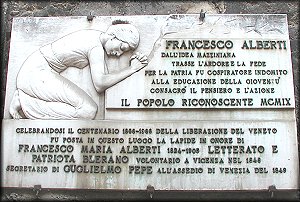 FRANCESCO ALBERTI
DALL'IDEA MAZZINIANA
TRASSE L'ARDORE E LA FEDE
PER LA PATRIA FU COSPIRATORE INDOMITO
ALLA EDUCAZIONE DELLA GIOVENTÙ
CONSACRÒ IL PENSIERO E L'AZIONE
IL POPOLO RICONOSCENTE MCMIX
CELEBRANDOSI IL CENTENARIO 1866-1966 DELLA LIBERAZIONE DEL VENETO
FU POSTA IN QUESTO LUOGO LA LAPIDE IN ONORE DI
FRANCESCO MARIA ALBERTI 1824-1909 LETTERATO E
PATRIOTA BLERANO VOLONTARIO A VICENZA NEL 1848
SEGRETARIO DI GUGLIELMO PEPE ALL'ASSEDIO DI VENEZIA DEL 1849